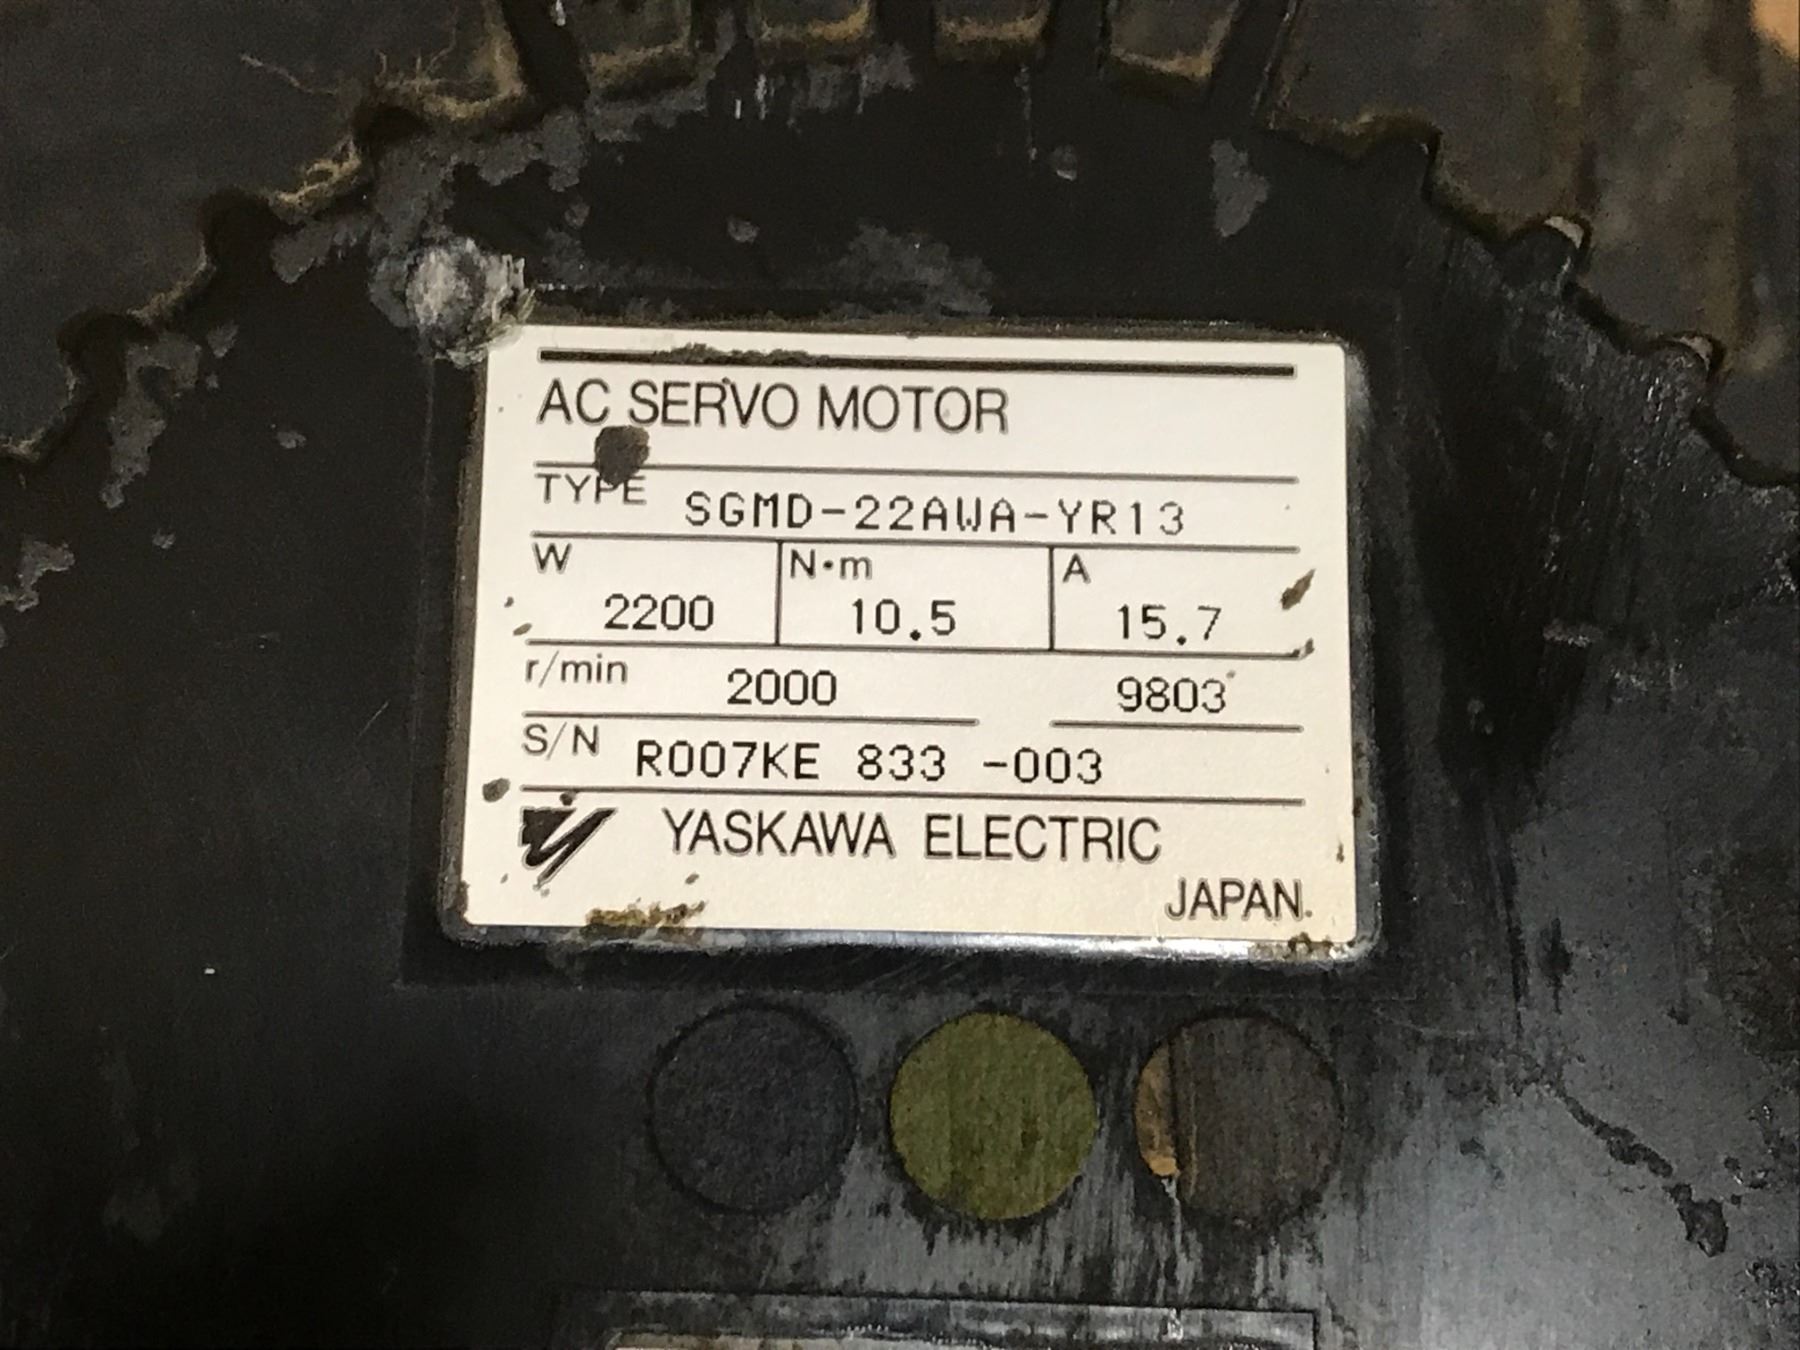 AC SERVO MOTOR
TYPE SGMD-22AWA-YR13
W 2200 N·m 10.5 A 15.7
r/min 2000 9803
S/N R007KE 833 -003
YASKAWA ELECTRIC
JAPAN.